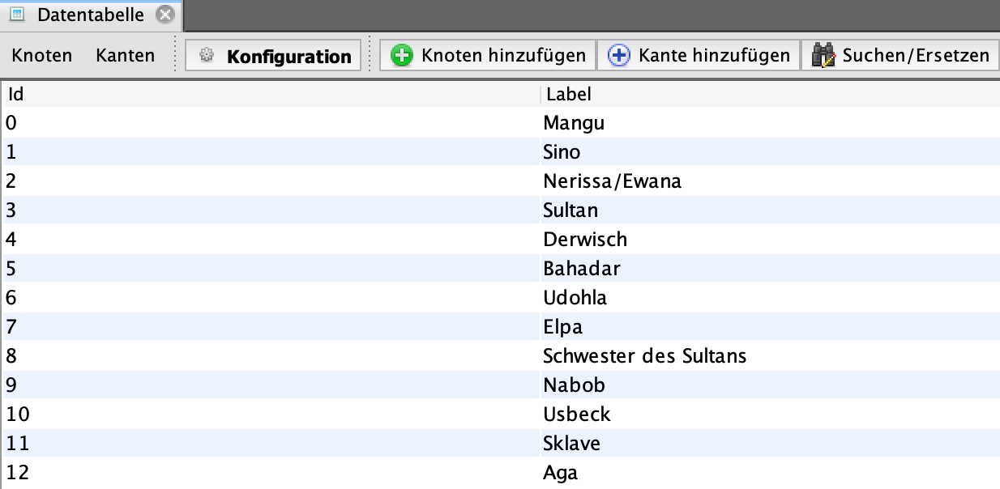 Datentabelle
Knoten Kanten Konfiguration Knoten hinzufügen Kante hinzufügen Suchen/Ersetzen
Id Label
0 Mangu
1 Sino
2 Nerissa/Ewana
3 Sultan
4 Derwisch
5 Bahadar
6 Udohla
7 Elpa
8 Schwester des Sultans
9 Nabob
10 Usbeck
11 Sklave
12 Aga